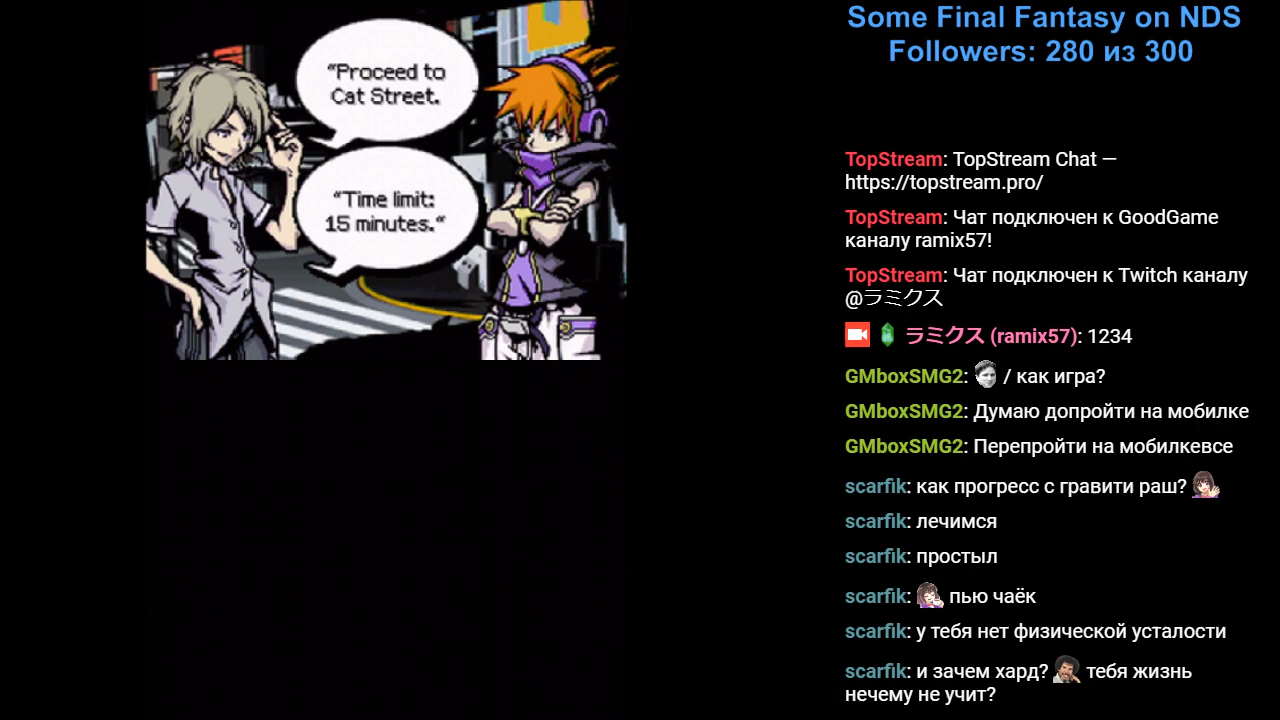 "Proceed to
Cat Street.
"Time limit:
15 minutes."
Some Final Fantasy on NDS
Followers: 280 из 300
TopStream: TopStream Chat —
https://topstream.pro/
TopStream: Чат подключен к GoodGame
каналу ramix57!
TopStream: Чат подключен к Twitch каналу
@ラミクス
ラミクス (ramix57): 1234
GMboxSMG2: / как игра?
GMboxSMG2: Думаю допройти на мобилке
GMboxSMG2: Перепройти на мобилкевсе
scarfik: как прогресс с гравити раш?
scarfik: лечимся
scarfik: простыл
scarfik: пью чаёк
scarfik: у тебя нет физической усталости
scarfik: и зачем хард? тебя жизнь
нечему не учит?